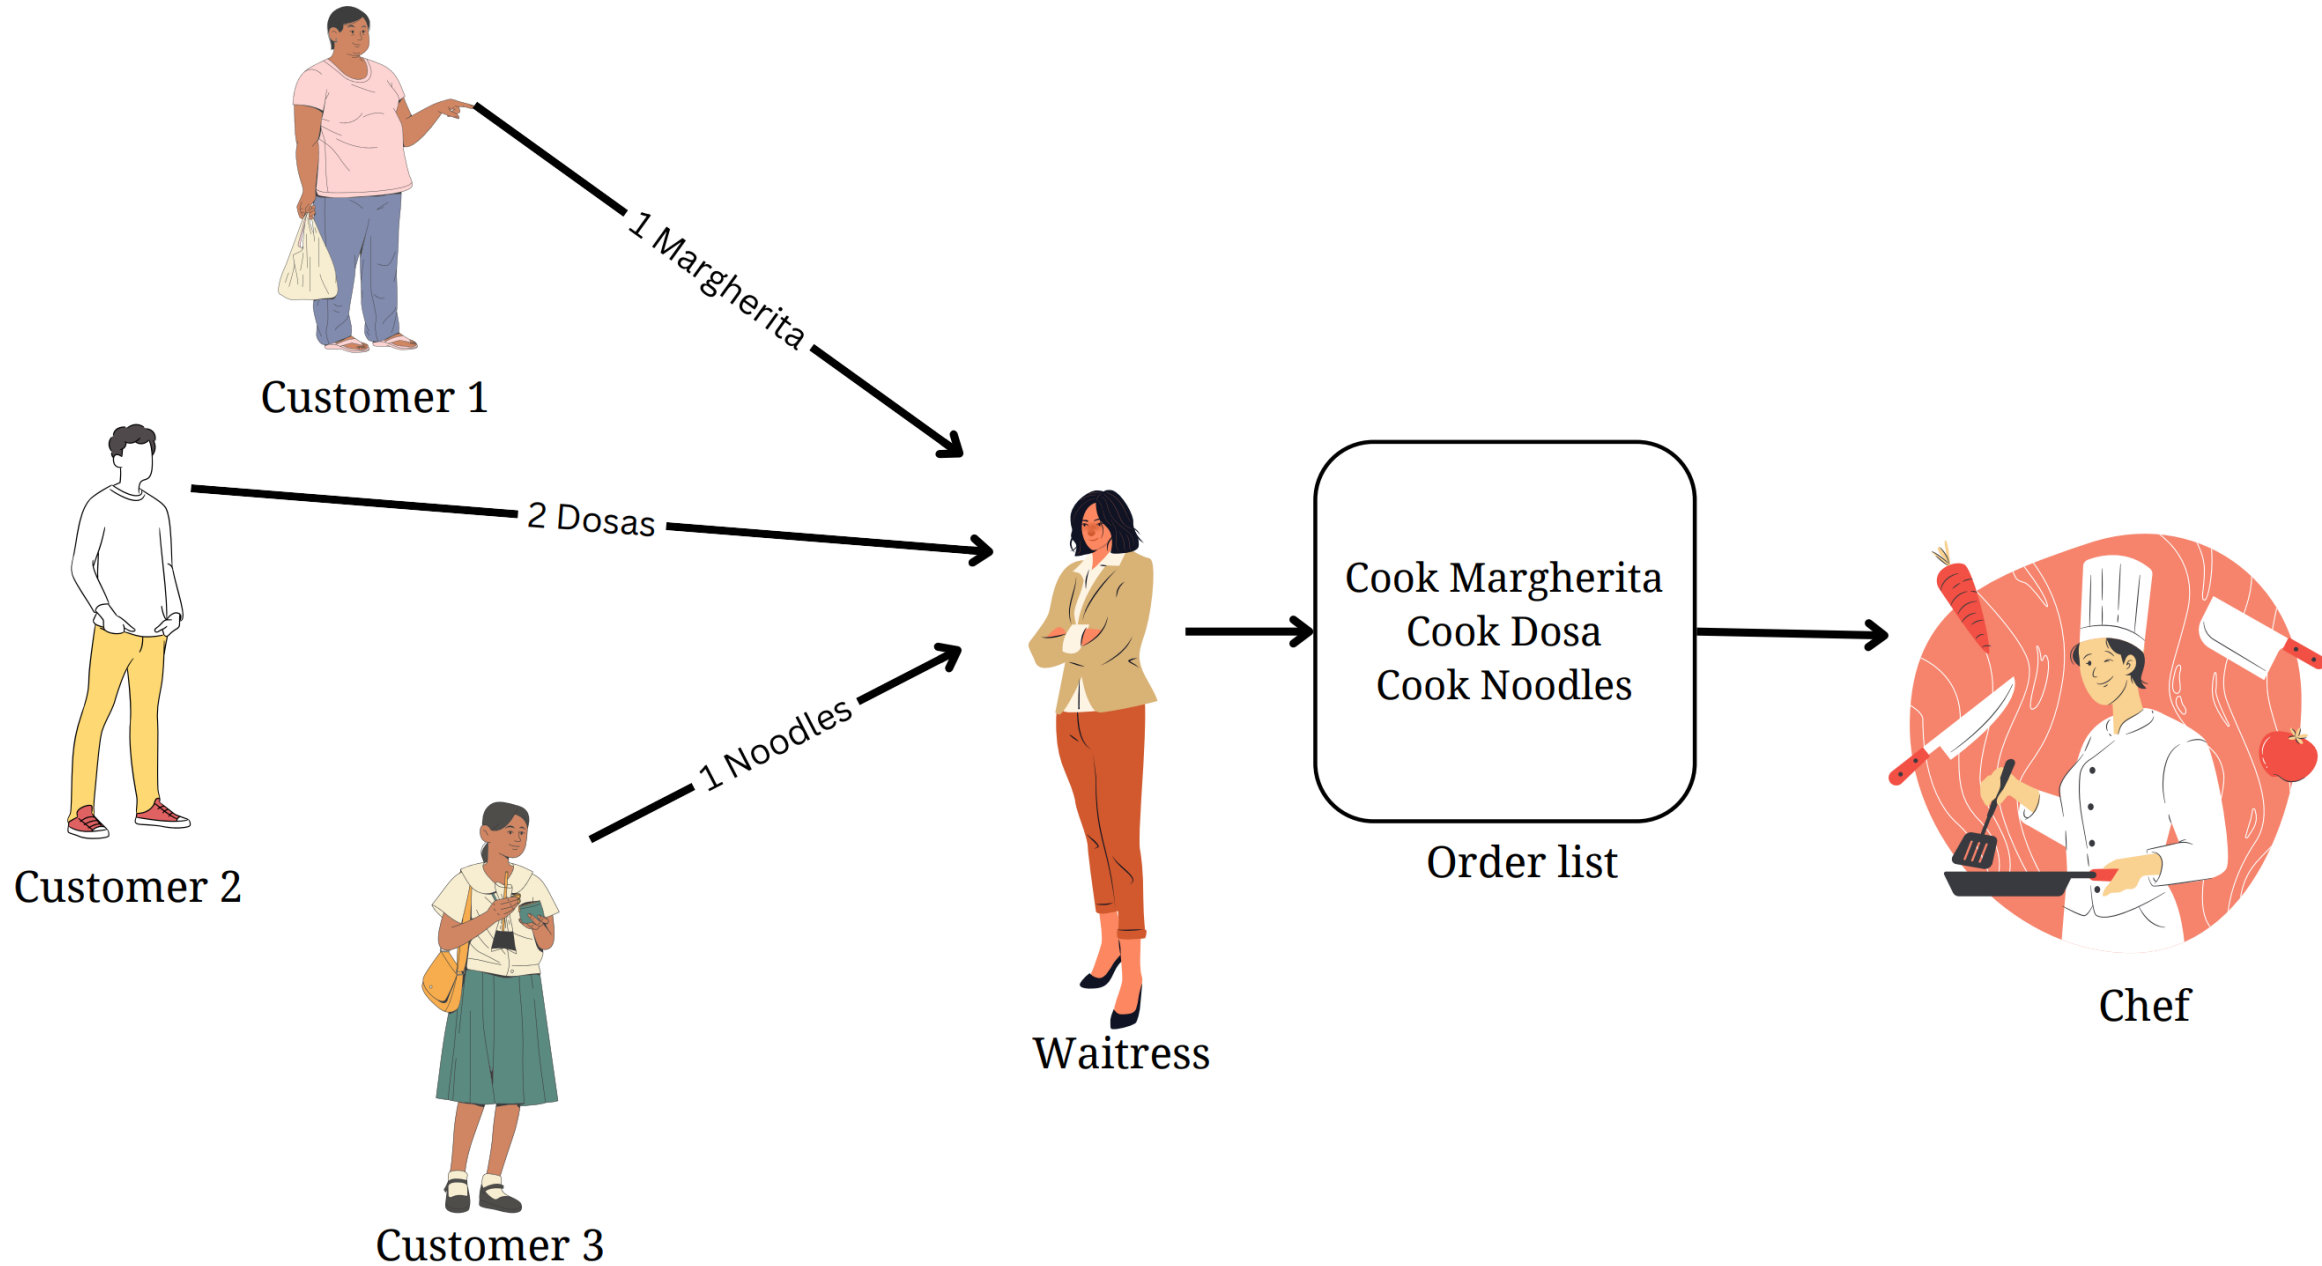 1 Margherita
Customer 1
2 Dosas
Cook Margherita
Cook Dosa
Cook Noodles
1 Noodles
Order list
Customer 2
Chef
Waitress
Customer 3